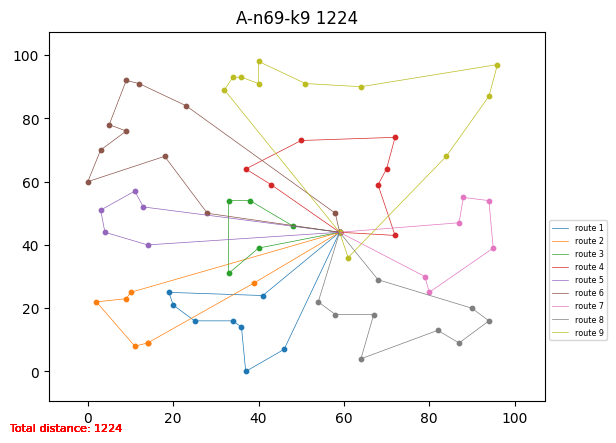 A-n69-k9 1224
100
80
60
40
20
0
0 20 40 60 80 100
route 1
route 2
route 3
route 4
route 5
route 6
route 7
route 8
route 9
Total distance: 1224